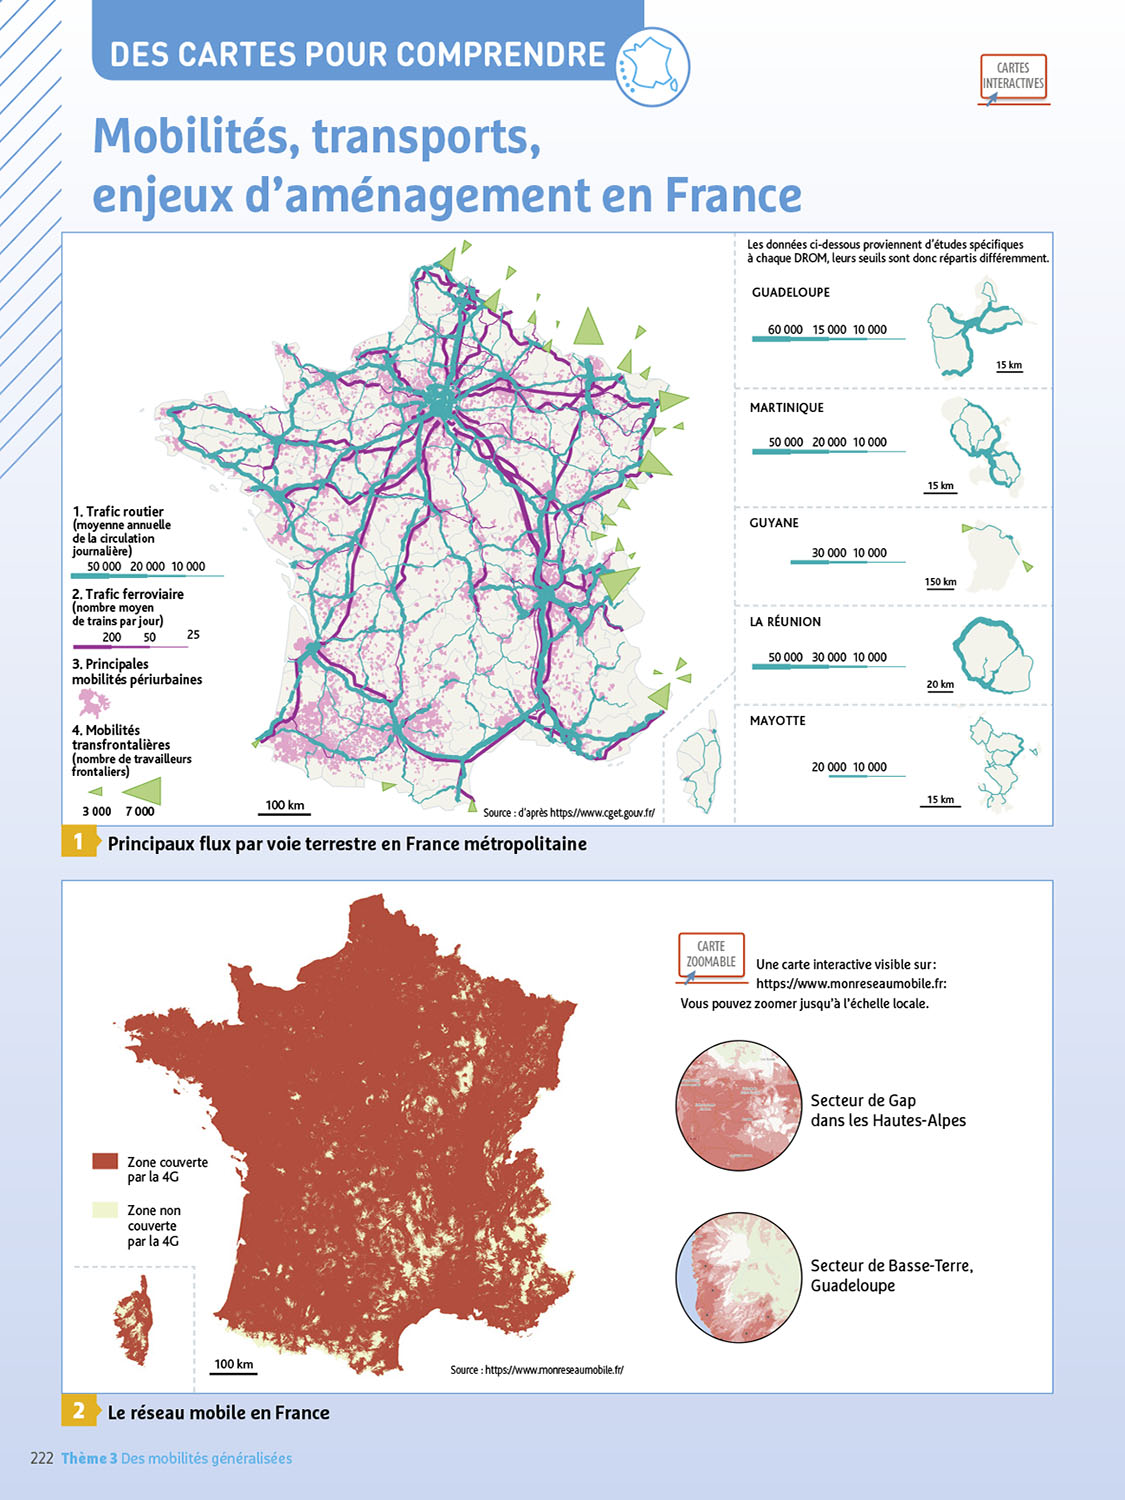 DES CARTES POUR COMPRENDRE
CARTES
INTERACTIVES
Mobilités, transports,
enjeux d'aménagement en France
Les données ci-dessous proviennent d'études spécifiques
à chaque DROM, leurs seuils sont donc répartis différemment.
GUADELOUPE
60 000 15 000 10 000
15 km
MARTINIQUE
50 000 20 000 10 000
15 km
GUYANE
30 000 10 000
150 km
LA RÉUNION
50 000 30 000 10 000
20 km
MAYOTTE
20 000 10 000
15 km
1. Trafic routier
(moyenne annuelle
de la circulation
journalière)
50 000 20 000 10 000
2. Trafic ferroviaire
(nombre moyen
de trains par jour)
200 50 25
3. Principales
mobilités périurbaines
4. Mobilités
transfrontalières
(nombre de travailleurs
frontaliers)
3 000 7 000
100 km
Source : d'après https://www.cget.gouv.fr/
1 Principaux flux par voie terrestre en France métropolitaine
CARTE
ZOOMABLE
Une carte interactive visible sur :
https://www.monreseaumobile.fr:
Vous pouvez zoomer jusqu'à l'échelle locale.
Secteur de Gap
dans les Hautes-Alpes
Zone couverte
par la 4G
Zone non
couverte
par la 4G
Secteur de Basse-Terre,
Guadeloupe
100 km
Source : https://www.monreseaumobile.fr/
2 Le réseau mobile en France
222 Thème 3 Des mobilités généralisées